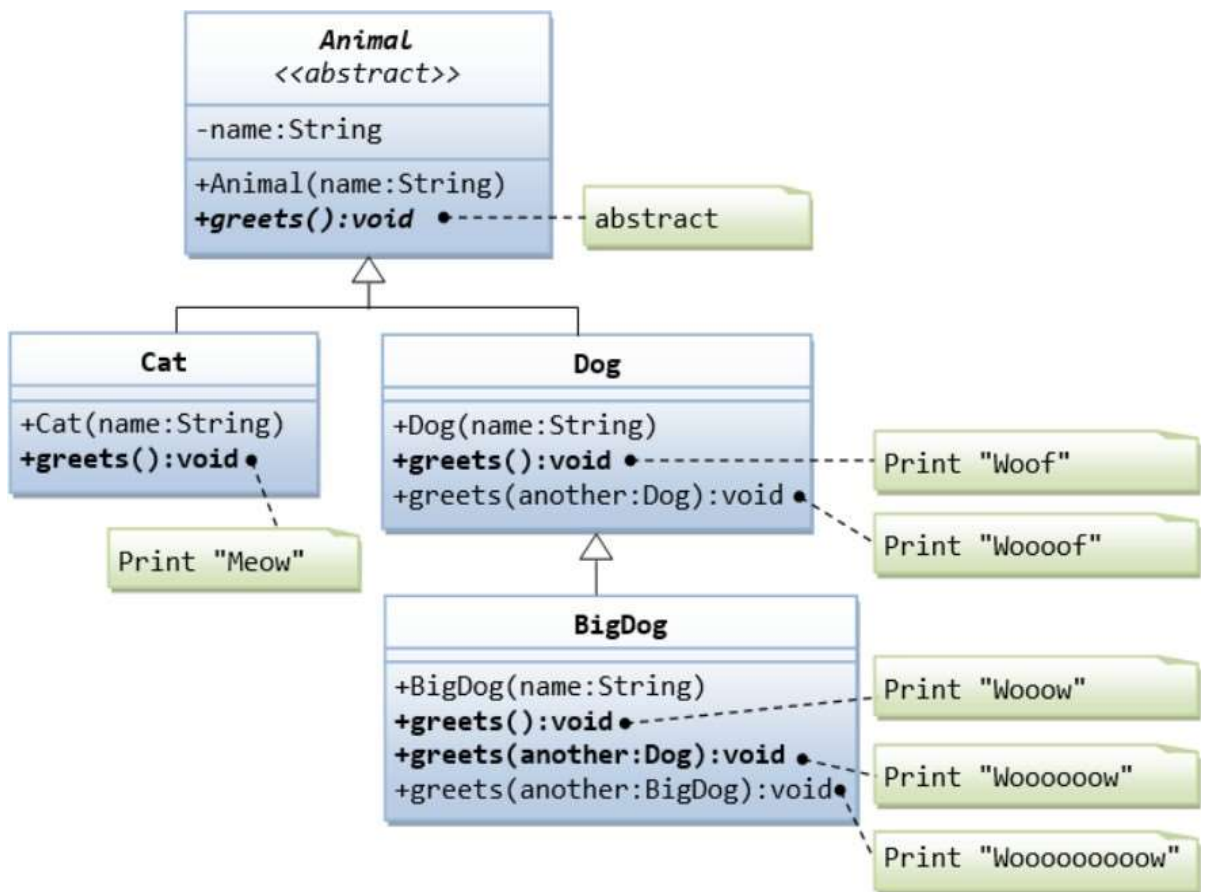 Animal
<<abstract>>
-name:String
+Animal(name:String)
+greets():void
abstract
Cat
+Cat(name:String)
+greets():void
Print "Meow"
Dog
+Dog(name:String)
+greets():void
+greets(another:Dog):void
Print "Woof"
Print "Woooof"
BigDog
+BigDog(name:String)
+greets():void
+greets(another:Dog):void
+greets(another:BigDog):void
Print "Wooow"
Print "Woooooow"
Print "Wooooooooow"